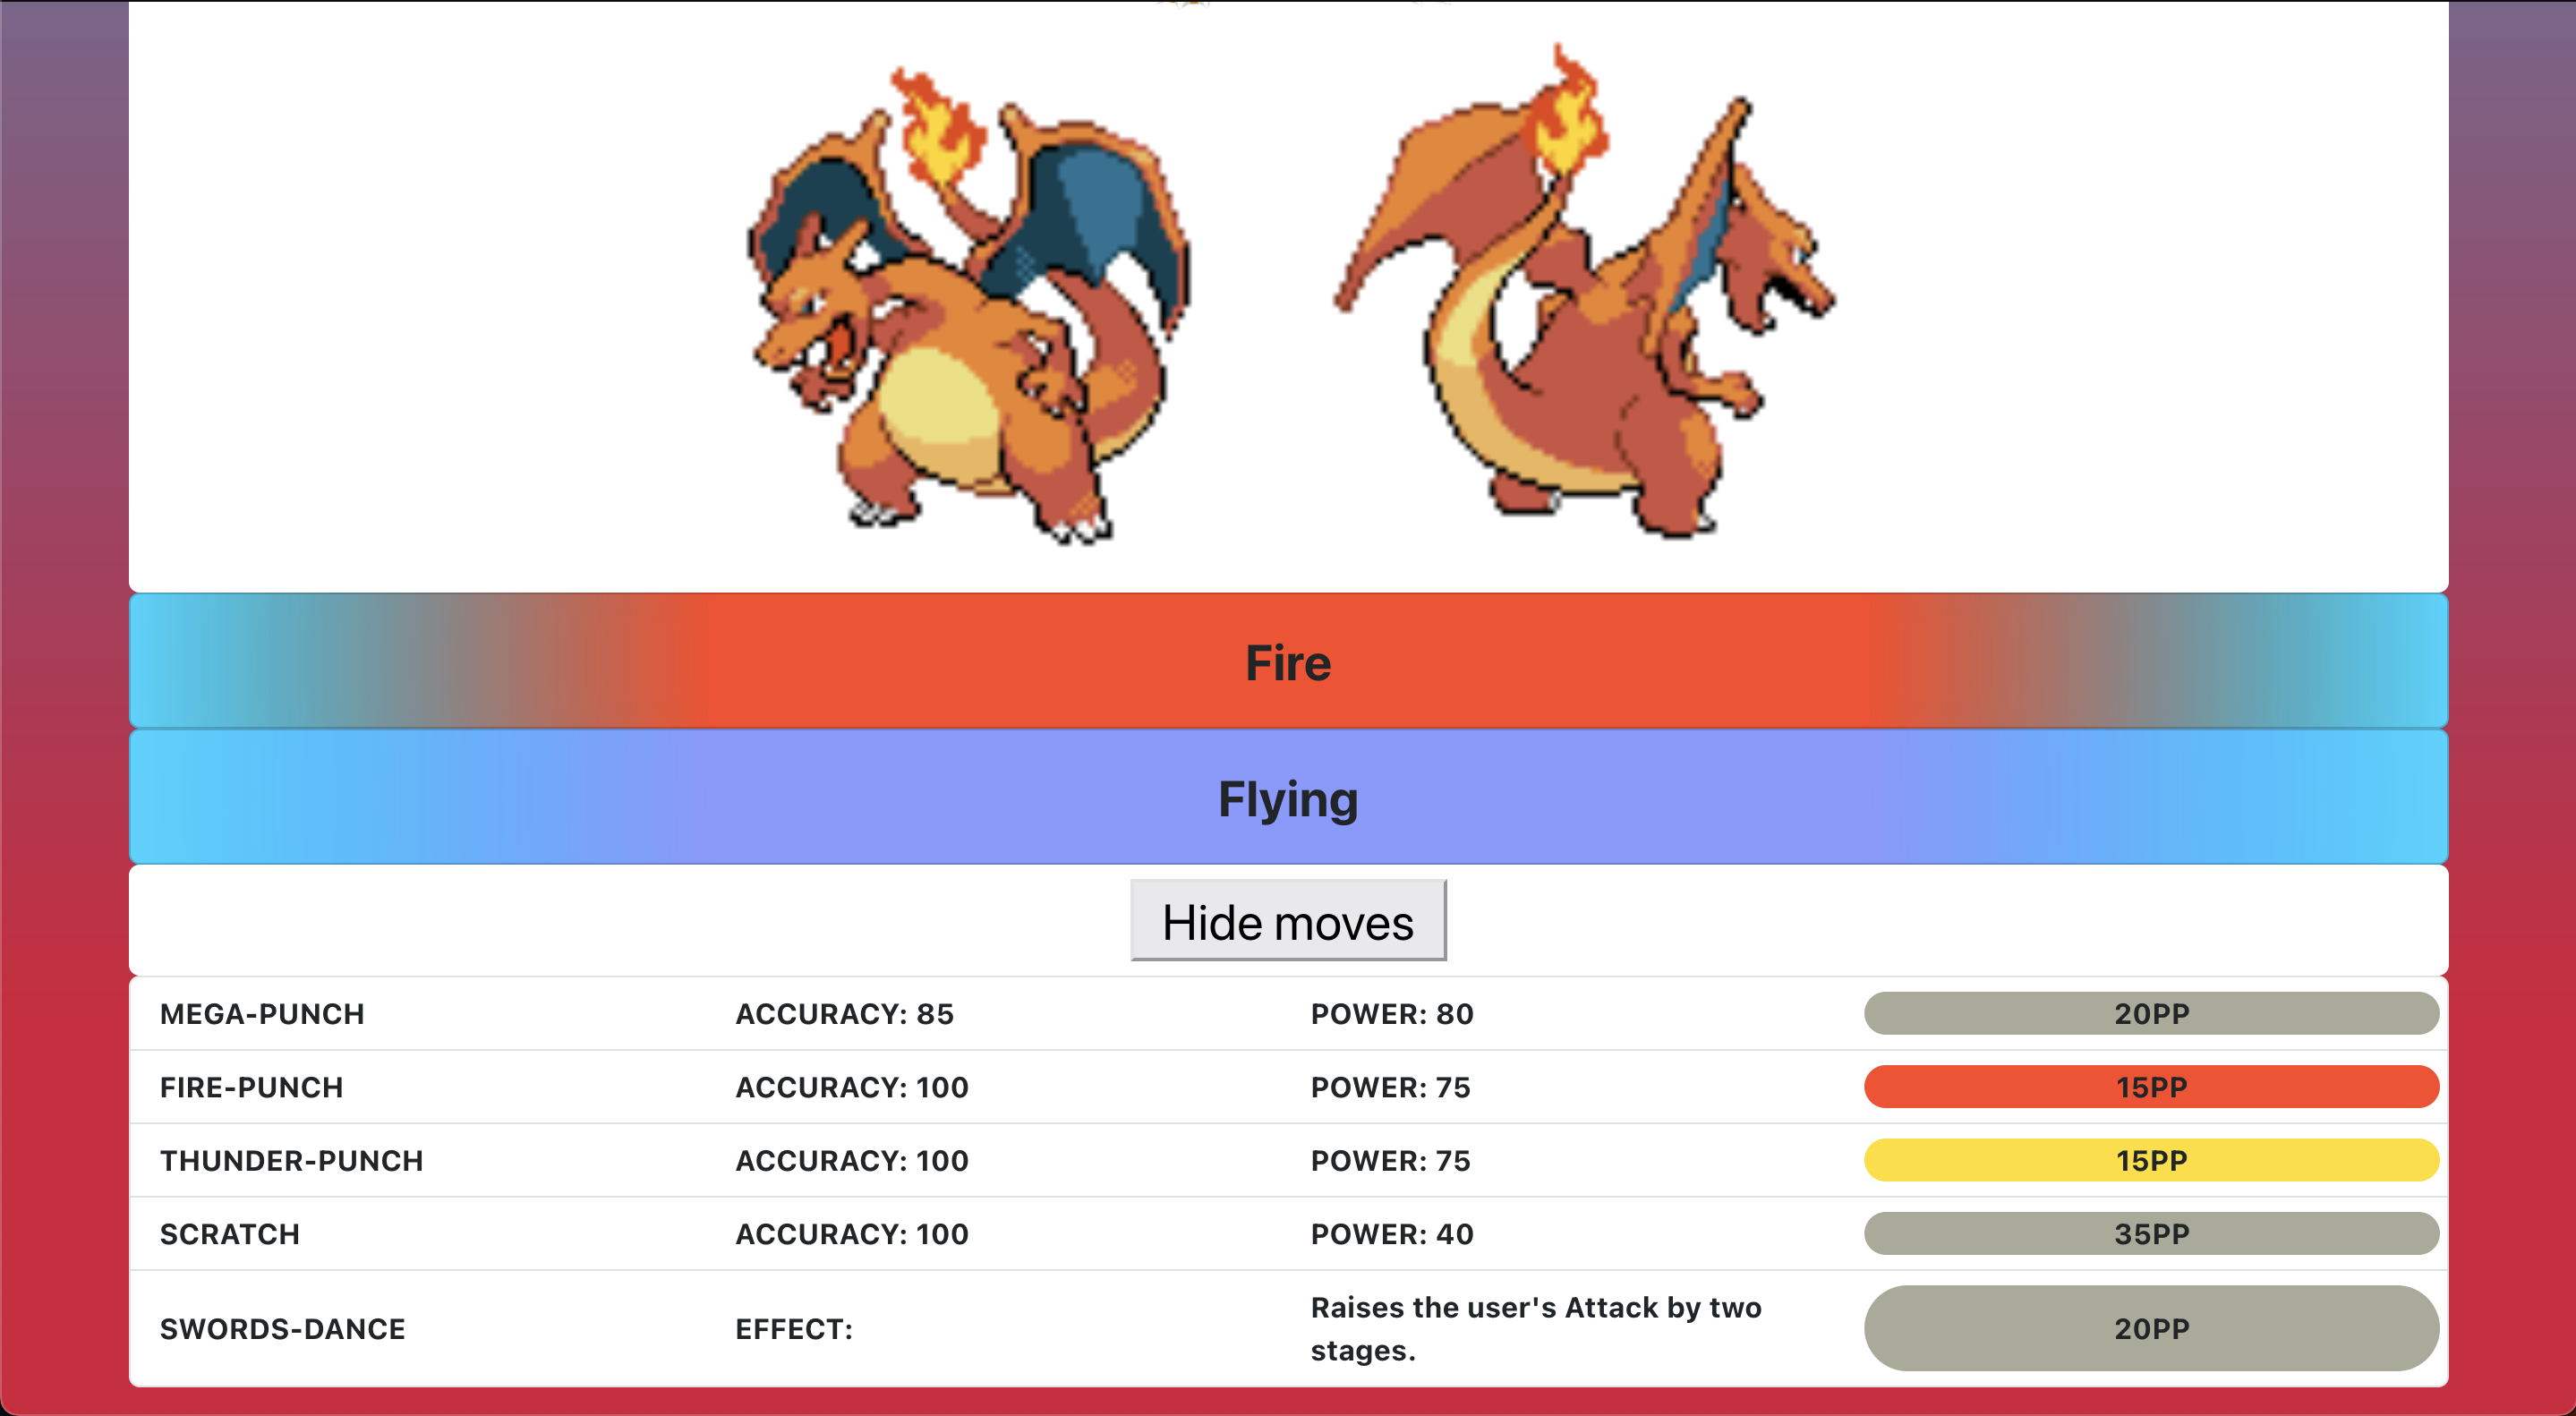 Fire
Flying
Hide moves
MEGA-PUNCH ACCURACY: 85 POWER: 80 20PP
FIRE-PUNCH ACCURACY: 100 POWER: 75 15PP
THUNDER-PUNCH ACCURACY: 100 POWER: 75 15PP
SCRATCH ACCURACY: 100 POWER: 40 35PP
SWORDS-DANCE EFFECT: Raises the user's Attack by two
stages. 20PP